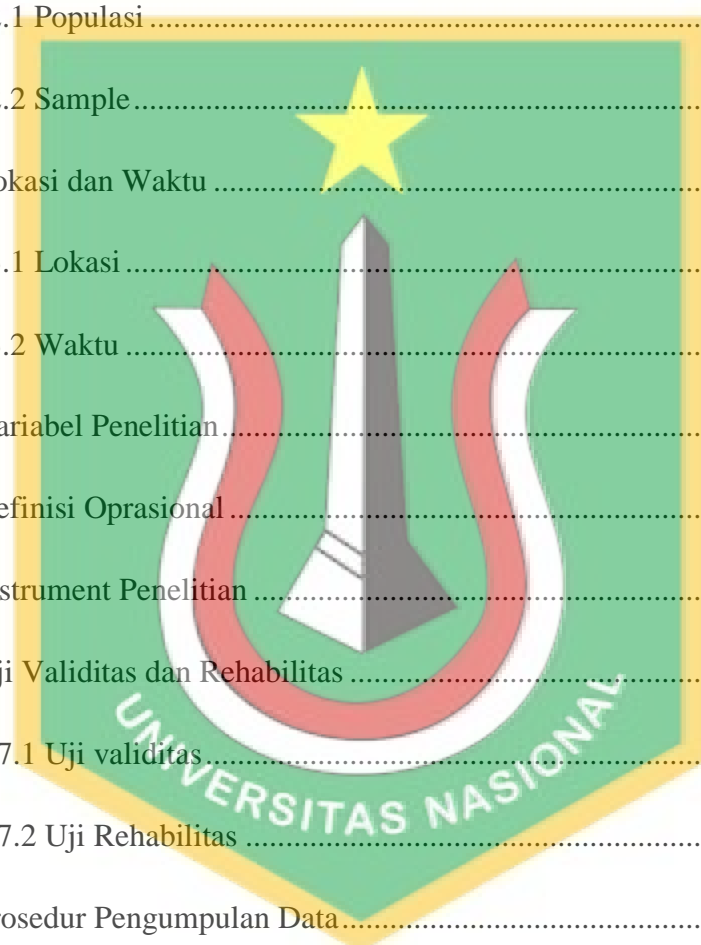 .1 Populasi
.2 Sample
okasi dan Waktu
.1 Lokasi
.2 Waktu
ariabel Penelitian
efinisi Oprasional
strument Penelitian
ji Validitas dan Rehabilitas
7.1 Uji validitas
7.2 Uji Rehabilitas
rosedur Pengumpulan Data
UNIVERSITAS NASIONAL